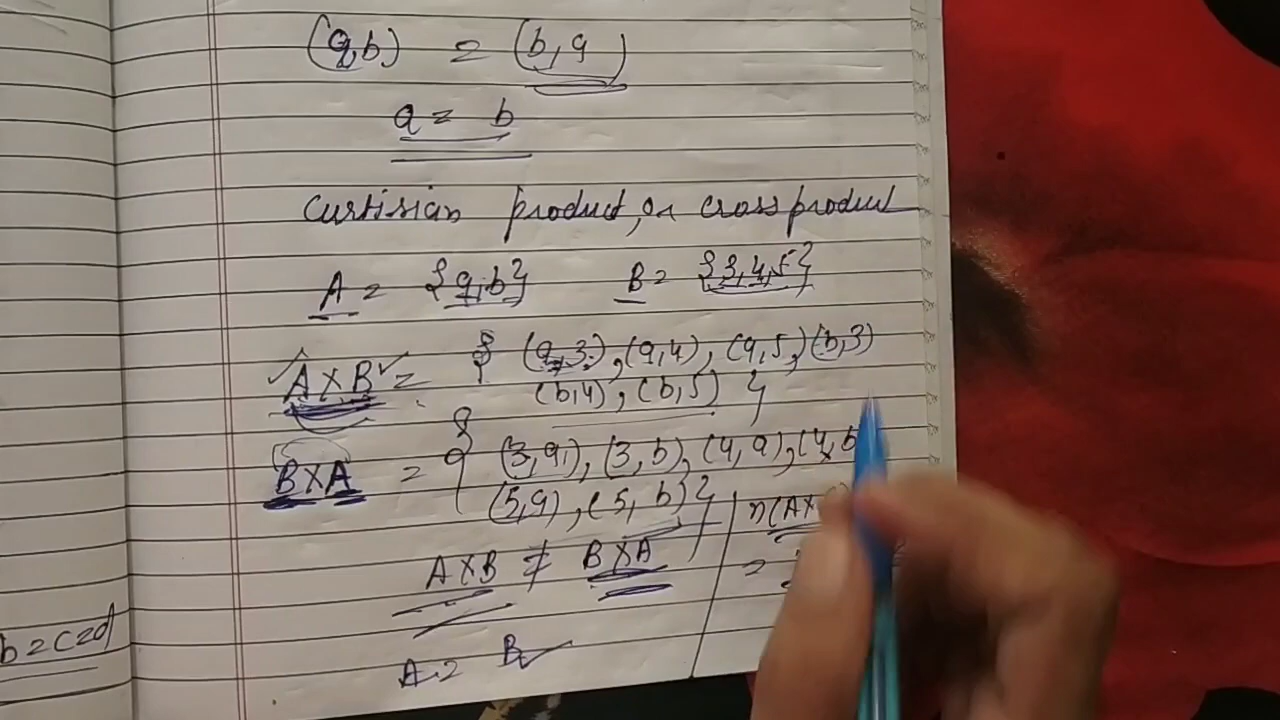 (a,b) = (b,a)
a = b
Curtisian product, or cross product
A = {a,b} B = {3,4,5}
A X B = { (a,3), (a,4), (a,5,) (b,3)
(b,4), (b,5) }
B X A = { (3,a), (3,b), (4,a), (4,b
(5,a), (5,b) } n(AX
A X B ≠ B X A =
b = c = d
A = B